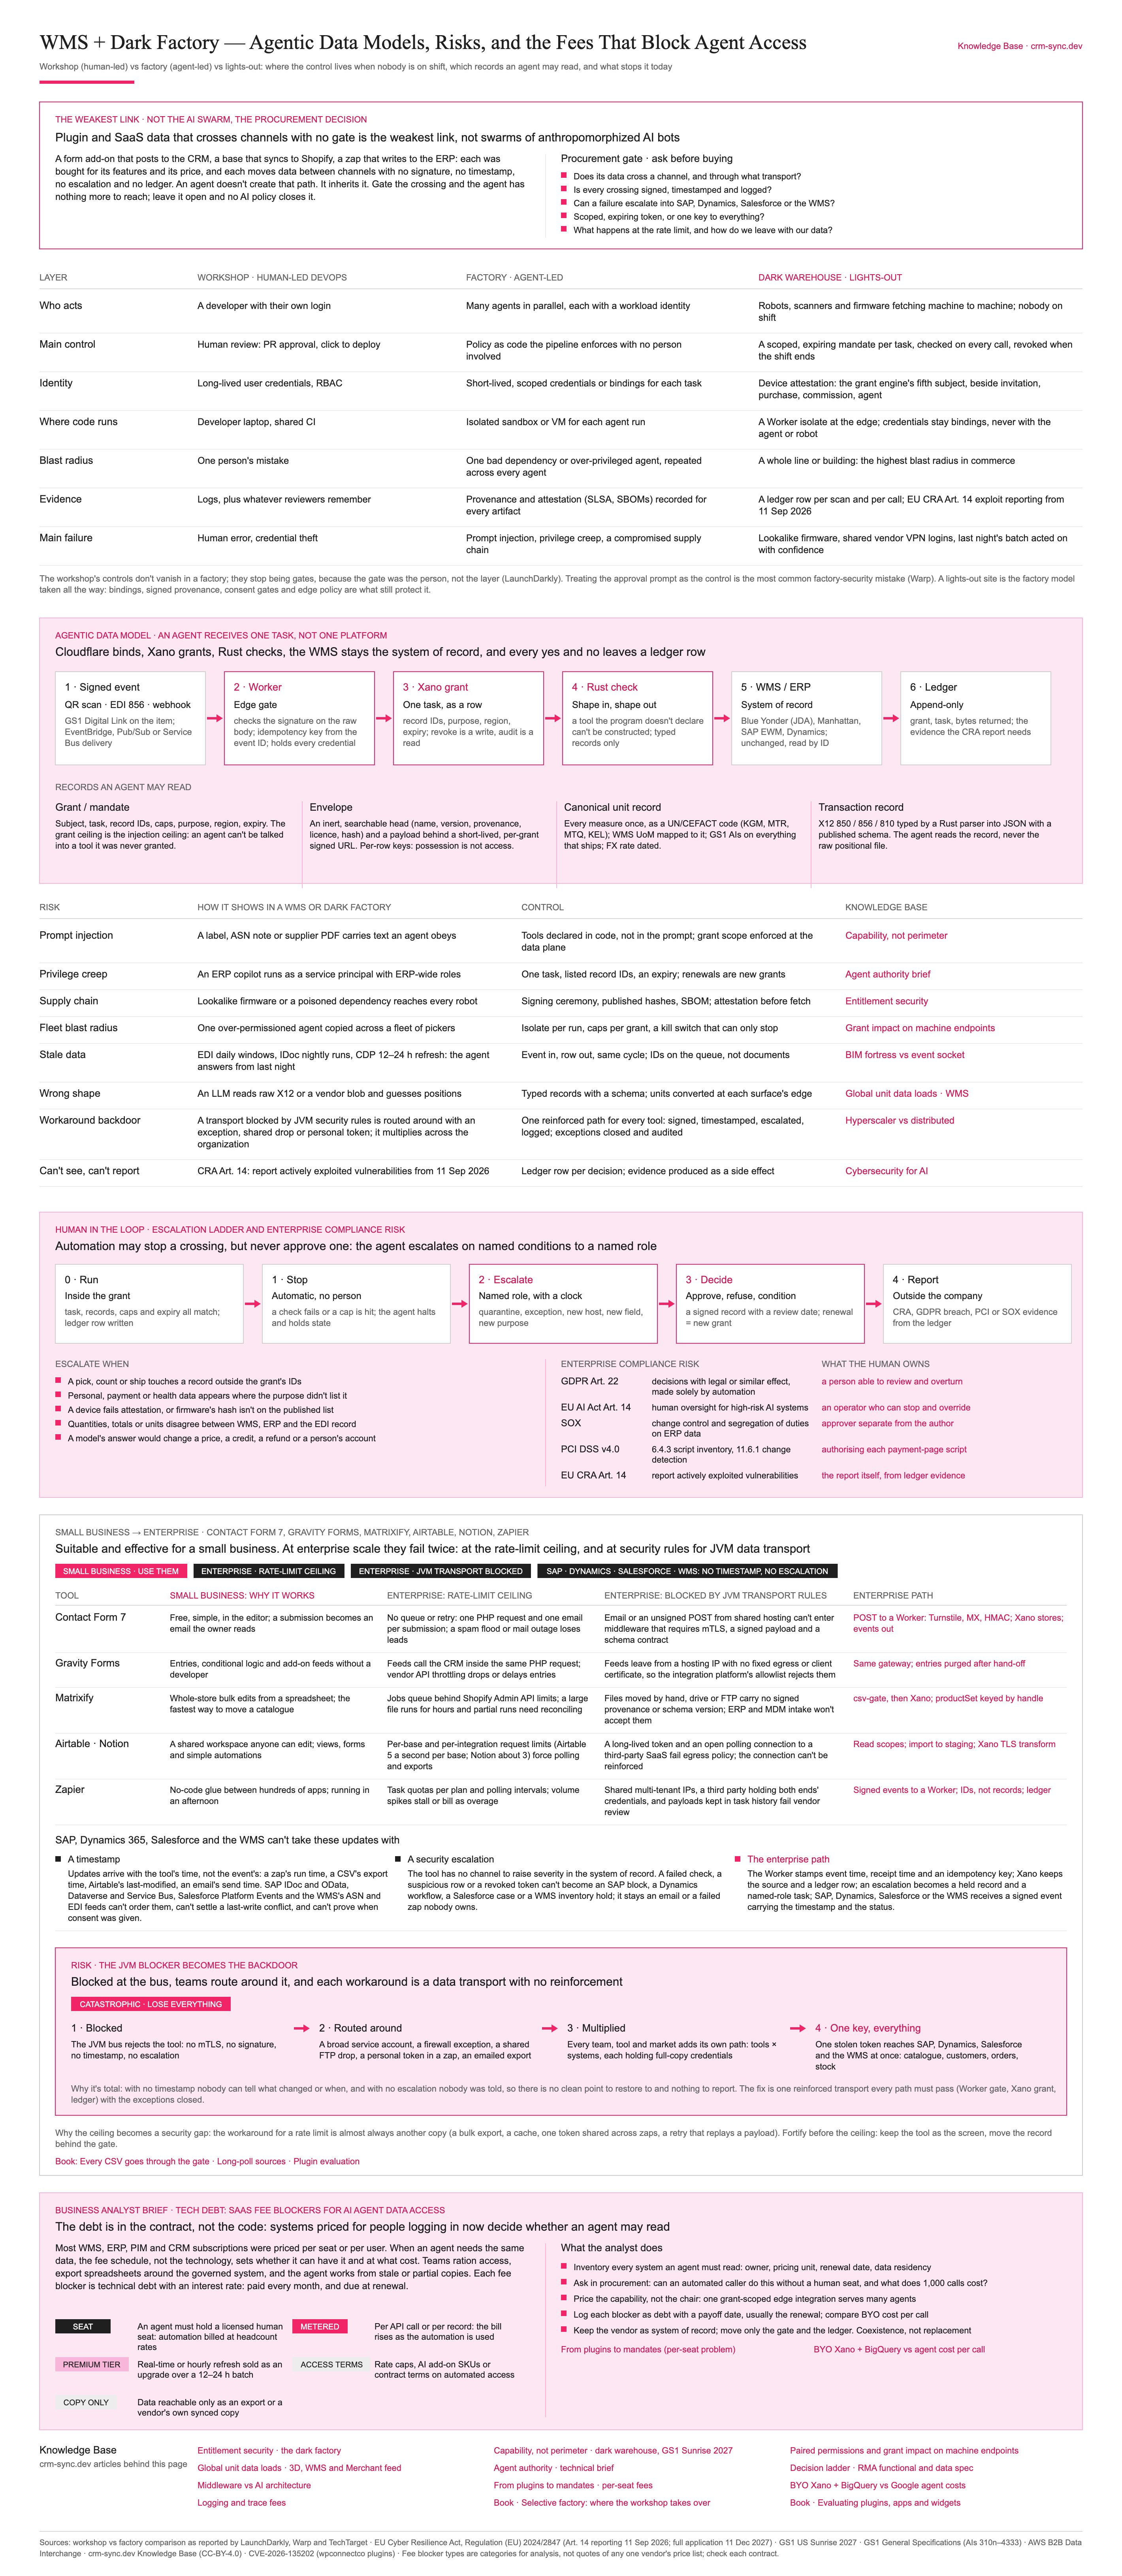 WMS + Dark Factory — Agentic Data Models, Risks, and the Fees That Block Agent Access
Knowledge Base · crm-sync.dev
Workshop (human-led) vs factory (agent-led) vs lights-out: where the control lives when nobody is on shift, which records an agent may read, and what stops it today
THE WEAKEST LINK · NOT THE AI SWARM, THE PROCUREMENT DECISION
Plugin and SaaS data that crosses channels with no gate is the weakest link, not swarms of anthropomorphized AI bots
A form add-on that posts to the CRM, a base that syncs to Shopify, a zap that writes to the ERP: each was
bought for its features and its price, and each moves data between channels with no signature, no timestamp,
no escalation and no ledger. An agent doesn't create that path. It inherits it. Gate the crossing and the agent has
nothing more to reach; leave it open and no AI policy closes it.
Procurement gate · ask before buying
Does its data cross a channel, and through what transport?
Is every crossing signed, timestamped and logged?
Can a failure escalate into SAP, Dynamics, Salesforce or the WMS?
Scoped, expiring token, or one key to everything?
What happens at the rate limit, and how do we leave with our data?
LAYER
WORKSHOP · HUMAN-LED DEVOPS
FACTORY · AGENT-LED
DARK WAREHOUSE · LIGHTS-OUT
Who acts
A developer with their own login
Many agents in parallel, each with a workload identity
Robots, scanners and firmware fetching machine to machine; nobody on
shift
Main control
Human review: PR approval, click to deploy
Policy as code the pipeline enforces with no person
involved
A scoped, expiring mandate per task, checked on every call, revoked when
the shift ends
Identity
Long-lived user credentials, RBAC
Short-lived, scoped credentials or bindings for each task
Device attestation: the grant engine's fifth subject, beside invitation,
purchase, commission, agent
Where code runs
Developer laptop, shared CI
Isolated sandbox or VM for each agent run
A Worker isolate at the edge; credentials stay bindings, never with the
agent or robot
Blast radius
One person's mistake
One bad dependency or over-privileged agent, repeated
across every agent
A whole line or building: the highest blast radius in commerce
Evidence
Logs, plus whatever reviewers remember
Provenance and attestation (SLSA, SBOMs) recorded for
every artifact
A ledger row per scan and per call; EU CRA Art. 14 exploit reporting from
11 Sep 2026
Main failure
Human error, credential theft
Prompt injection, privilege creep, a compromised supply
chain
Lookalike firmware, shared vendor VPN logins, last night's batch acted on
with confidence
The workshop's controls don't vanish in a factory; they stop being gates, because the gate was the person, not the layer (LaunchDarkly). Treating the approval prompt as the control is the most common factory-security mistake (Warp). A lights-out site is the factory model
taken all the way: bindings, signed provenance, consent gates and edge policy are what still protect it.
AGENTIC DATA MODEL · AN AGENT RECEIVES ONE TASK, NOT ONE PLATFORM
Cloudflare binds, Xano grants, Rust checks, the WMS stays the system of record, and every yes and no leaves a ledger row
1 · Signed event
QR scan · EDI 856 · webhook
GS1 Digital Link on the item;
EventBridge, Pub/Sub or Service
Bus delivery
2 · Worker
Edge gate
checks the signature on the raw
body; idempotency key from the
event ID; holds every credential
3 · Xano grant
One task, as a row
record IDs, purpose, region,
expiry; revoke is a write, audit is a
read
4 · Rust check
Shape in, shape out
a tool the program doesn't declare
can't be constructed; typed
records only
5 · WMS / ERP
System of record
Blue Yonder (JDA), Manhattan,
SAP EWM, Dynamics;
unchanged, read by ID
6 · Ledger
Append-only
grant, task, bytes returned; the
evidence the CRA report needs
RECORDS AN AGENT MAY READ
Grant / mandate
Subject, task, record IDs, caps, purpose, region, expiry. The
grant ceiling is the injection ceiling: an agent can't be talked
into a tool it was never granted.
Envelope
An inert, searchable head (name, version, provenance,
licence, hash) and a payload behind a short-lived, per-grant
signed URL. Per-row keys: possession is not access.
Canonical unit record
Every measure once, as a UN/CEFACT code (KGM, MTR,
MTQ, KEL); WMS UoM mapped to it; GS1 AIs on everything
that ships; FX rate dated.
Transaction record
X12 850 / 856 / 810 typed by a Rust parser into JSON with a
published schema. The agent reads the record, never the
raw positional file.
RISK
HOW IT SHOWS IN A WMS OR DARK FACTORY
CONTROL
KNOWLEDGE BASE
Prompt injection
A label, ASN note or supplier PDF carries text an agent obeys
Tools declared in code, not in the prompt; grant scope enforced at the
data plane
Capability, not perimeter
Privilege creep
An ERP copilot runs as a service principal with ERP-wide roles
One task, listed record IDs, an expiry; renewals are new grants
Agent authority brief
Supply chain
Lookalike firmware or a poisoned dependency reaches every robot
Signing ceremony, published hashes, SBOM; attestation before fetch
Entitlement security
Fleet blast radius
One over-permissioned agent copied across a fleet of pickers
Isolate per run, caps per grant, a kill switch that can only stop
Grant impact on machine endpoints
Stale data
EDI daily windows, IDoc nightly runs, CDP 12–24 h refresh: the agent
answers from last night
Event in, row out, same cycle; IDs on the queue, not documents
BIM fortress vs event socket
Wrong shape
An LLM reads raw X12 or a vendor blob and guesses positions
Typed records with a schema; units converted at each surface's edge
Global unit data loads · WMS
Workaround backdoor
A transport blocked by JVM security rules is routed around with an
exception, shared drop or personal token; it multiplies across the
organization
One reinforced path for every tool: signed, timestamped, escalated,
logged; exceptions closed and audited
Hyperscaler vs distributed
Can't see, can't report
CRA Art. 14: report actively exploited vulnerabilities from 11 Sep 2026
Ledger row per decision; evidence produced as a side effect
Cybersecurity for AI
HUMAN IN THE LOOP · ESCALATION LADDER AND ENTERPRISE COMPLIANCE RISK
Automation may stop a crossing, but never approve one: the agent escalates on named conditions to a named role
0 · Run
Inside the grant
task, records, caps and expiry all match;
ledger row written
1 · Stop
Automatic, no person
a check fails or a cap is hit; the agent halts
and holds state
2 · Escalate
Named role, with a clock
quarantine, exception, new host, new field,
new purpose
3 · Decide
Approve, refuse, condition
a signed record with a review date; renewal
= new grant
4 · Report
Outside the company
CRA, GDPR breach, PCI or SOX evidence
from the ledger
ESCALATE WHEN
A pick, count or ship touches a record outside the grant's IDs
Personal, payment or health data appears where the purpose didn't list it
A device fails attestation, or firmware's hash isn't on the published list
Quantities, totals or units disagree between WMS, ERP and the EDI record
A model's answer would change a price, a credit, a refund or a person's account
ENTERPRISE COMPLIANCE RISK
WHAT THE HUMAN OWNS
GDPR Art. 22
decisions with legal or similar effect,
made solely by automation
a person able to review and overturn
EU AI Act Art. 14
human oversight for high-risk AI systems
an operator who can stop and override
SOX
change control and segregation of duties
on ERP data
approver separate from the author
PCI DSS v4.0
6.4.3 script inventory, 11.6.1 change
detection
authorising each payment-page script
EU CRA Art. 14
report actively exploited vulnerabilities
the report itself, from ledger evidence
SMALL BUSINESS → ENTERPRISE · CONTACT FORM 7, GRAVITY FORMS, MATRIXIFY, AIRTABLE, NOTION, ZAPIER
Suitable and effective for a small business. At enterprise scale they fail twice: at the rate-limit ceiling, and at security rules for JVM data transport
SMALL BUSINESS · USE THEM
ENTERPRISE · RATE-LIMIT CEILING
ENTERPRISE · JVM TRANSPORT BLOCKED
SAP · DYNAMICS · SALESFORCE · WMS: NO TIMESTAMP, NO ESCALATION
TOOL
SMALL BUSINESS: WHY IT WORKS
ENTERPRISE: RATE-LIMIT CEILING
ENTERPRISE: BLOCKED BY JVM TRANSPORT RULES
ENTERPRISE PATH
Contact Form 7
Free, simple, in the editor; a submission becomes an
email the owner reads
No queue or retry: one PHP request and one email
per submission; a spam flood or mail outage loses
leads
Email or an unsigned POST from shared hosting can't enter
middleware that requires mTLS, a signed payload and a
schema contract
POST to a Worker: Turnstile, MX, HMAC; Xano stores;
events out
Gravity Forms
Entries, conditional logic and add-on feeds without a
developer
Feeds call the CRM inside the same PHP request;
vendor API throttling drops or delays entries
Feeds leave from a hosting IP with no fixed egress or client
certificate, so the integration platform's allowlist rejects them
Same gateway; entries purged after hand-off
Matrixify
Whole-store bulk edits from a spreadsheet; the
fastest way to move a catalogue
Jobs queue behind Shopify Admin API limits; a large
file runs for hours and partial runs need reconciling
Files moved by hand, drive or FTP carry no signed
provenance or schema version; ERP and MDM intake won't
accept them
csv-gate, then Xano; productSet keyed by handle
Airtable · Notion
A shared workspace anyone can edit; views, forms
and simple automations
Per-base and per-integration request limits (Airtable
5 a second per base; Notion about 3) force polling
and exports
A long-lived token and an open polling connection to a
third-party SaaS fail egress policy; the connection can't be
reinforced
Read scopes; import to staging; Xano TLS transform
Zapier
No-code glue between hundreds of apps; running in
an afternoon
Task quotas per plan and polling intervals; volume
spikes stall or bill as overage
Shared multi-tenant IPs, a third party holding both ends'
credentials, and payloads kept in task history fail vendor
review
Signed events to a Worker; IDs, not records; ledger
SAP, Dynamics 365, Salesforce and the WMS can't take these updates with
A timestamp
Updates arrive with the tool's time, not the event's: a zap's run time, a CSV's export
time, Airtable's last-modified, an email's send time. SAP IDoc and OData,
Dataverse and Service Bus, Salesforce Platform Events and the WMS's ASN and
EDI feeds can't order them, can't settle a last-write conflict, and can't prove when
consent was given.
A security escalation
The tool has no channel to raise severity in the system of record. A failed check, a
suspicious row or a revoked token can't become an SAP block, a Dynamics
workflow, a Salesforce case or a WMS inventory hold; it stays an email or a failed
zap nobody owns.
The enterprise path
The Worker stamps event time, receipt time and an idempotency key; Xano keeps
the source and a ledger row; an escalation becomes a held record and a
named-role task; SAP, Dynamics, Salesforce or the WMS receives a signed event
carrying the timestamp and the status.
RISK · THE JVM BLOCKER BECOMES THE BACKDOOR
Blocked at the bus, teams route around it, and each workaround is a data transport with no reinforcement
CATASTROPHIC · LOSE EVERYTHING
1 · Blocked
The JVM bus rejects the tool: no mTLS, no signature,
no timestamp, no escalation
2 · Routed around
A broad service account, a firewall exception, a shared
FTP drop, a personal token in a zap, an emailed export
3 · Multiplied
Every team, tool and market adds its own path: tools ×
systems, each holding full-copy credentials
4 · One key, everything
One stolen token reaches SAP, Dynamics, Salesforce
and the WMS at once: catalogue, customers, orders,
stock
Why it's total: with no timestamp nobody can tell what changed or when, and with no escalation nobody was told, so there is no clean point to restore to and nothing to report. The fix is one reinforced transport every path must pass (Worker gate, Xano grant,
ledger) with the exceptions closed.
Why the ceiling becomes a security gap: the workaround for a rate limit is almost always another copy (a bulk export, a cache, one token shared across zaps, a retry that replays a payload). Fortify before the ceiling: keep the tool as the screen, move the record
behind the gate.
Book: Every CSV goes through the gate · Long-poll sources · Plugin evaluation
BUSINESS ANALYST BRIEF · TECH DEBT: SAAS FEE BLOCKERS FOR AI AGENT DATA ACCESS
The debt is in the contract, not the code: systems priced for people logging in now decide whether an agent may read
Most WMS, ERP, PIM and CRM subscriptions were priced per seat or per user. When an agent needs the same
data, the fee schedule, not the technology, sets whether it can have it and at what cost. Teams ration access,
export spreadsheets around the governed system, and the agent works from stale or partial copies. Each fee
blocker is technical debt with an interest rate: paid every month, and due at renewal.
SEAT
An agent must hold a licensed human
seat: automation billed at headcount
rates
METERED
Per API call or per record: the bill
rises as the automation is used
PREMIUM TIER
Real-time or hourly refresh sold as an
upgrade over a 12–24 h batch
ACCESS TERMS
Rate caps, AI add-on SKUs or
contract terms on automated access
COPY ONLY
Data reachable only as an export or a
vendor's own synced copy
What the analyst does
Inventory every system an agent must read: owner, pricing unit, renewal date, data residency
Ask in procurement: can an automated caller do this without a human seat, and what does 1,000 calls cost?
Price the capability, not the chair: one grant-scoped edge integration serves many agents
Log each blocker as debt with a payoff date, usually the renewal; compare BYO cost per call
Keep the vendor as system of record; move only the gate and the ledger. Coexistence, not replacement
From plugins to mandates (per-seat problem)
BYO Xano + BigQuery vs agent cost per call
Knowledge Base
crm-sync.dev articles behind this page
Entitlement security · the dark factory
Capability, not perimeter · dark warehouse, GS1 Sunrise 2027
Paired permissions and grant impact on machine endpoints
Global unit data loads · 3D, WMS and Merchant feed
Agent authority · technical brief
Decision ladder · RMA functional and data spec
Middleware vs AI architecture
From plugins to mandates · per-seat fees
BYO Xano + BigQuery vs Google agent costs
Logging and trace fees
Book · Selective factory: where the workshop takes over
Book · Evaluating plugins, apps and widgets
Sources: workshop vs factory comparison as reported by LaunchDarkly, Warp and TechTarget · EU Cyber Resilience Act, Regulation (EU) 2024/2847 (Art. 14 reporting 11 Sep 2026; full application 11 Dec 2027) · GS1 US Sunrise 2027 · GS1 General Specifications (AIs 310n–4333) · AWS B2B Data
Interchange · crm-sync.dev Knowledge Base (CC-BY-4.0) · CVE-2026-135202 (wpconnectco plugins) · Fee blocker types are categories for analysis, not quotes of any one vendor's price list; check each contract.